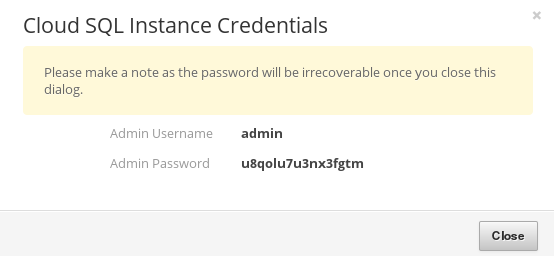 Cloud SQL Instance Credentials
×
Please make a note as the password will be irrecoverable once you close this
dialog.
Admin Username admin
Admin Password u8qolu7u3nx3fgtm
Close